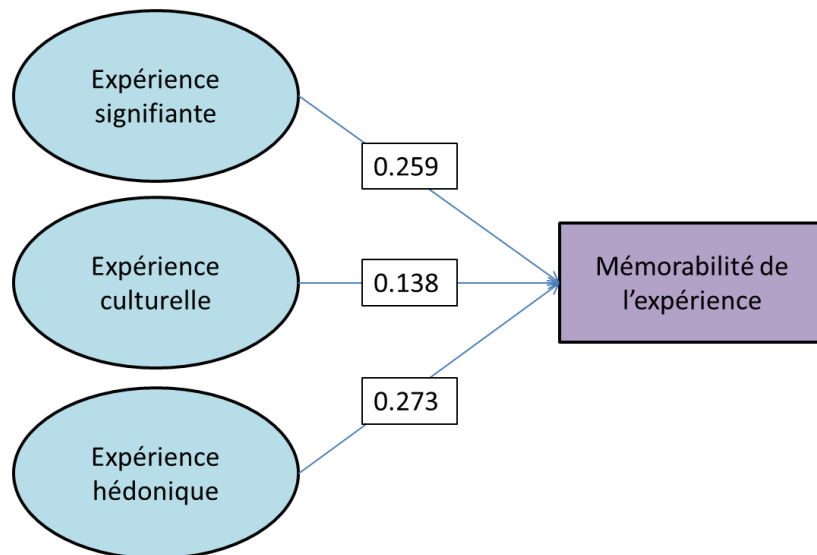 Expérience
signifiante
0.259
Expérience
culturelle
0.138
Mémorabilité de
l'expérience
0.273
Expérience
hédonique